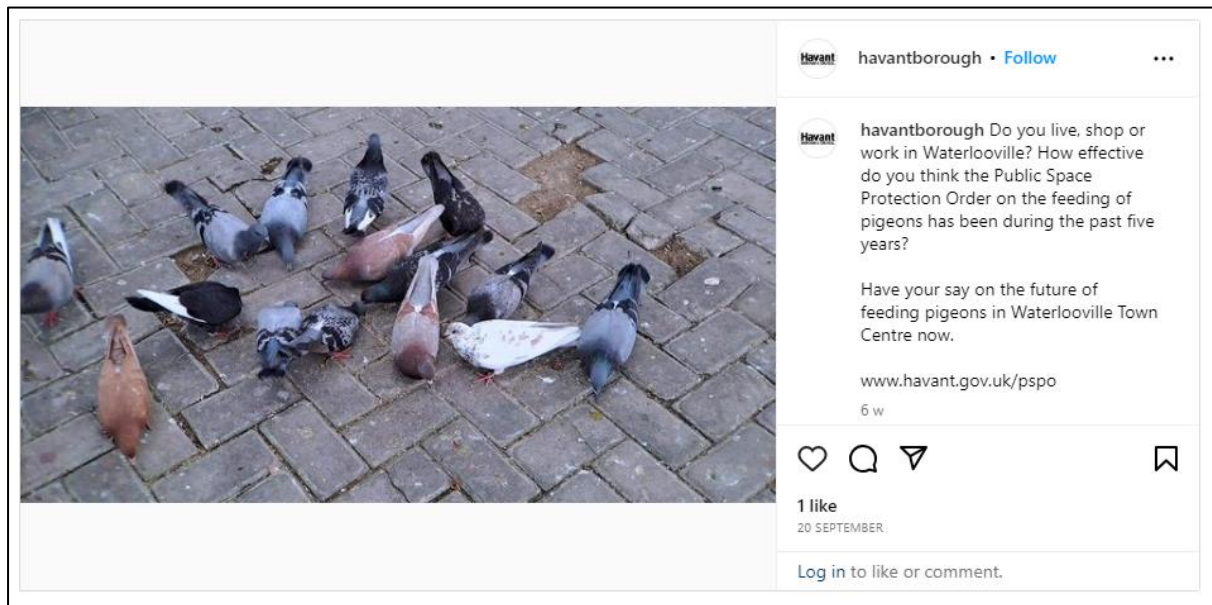 Havant
havantborough • Follow
Havant
havantborough Do you live, shop or
work in Waterlooville? How effective
do you think the Public Space
Protection Order on the feeding of
pigeons has been during the past five
years?
Have your say on the future of
feeding pigeons in Waterlooville Town
Centre now.
www.havant.gov.uk/pspo
6 w
1 like
20 SEPTEMBER
Log in to like or comment.